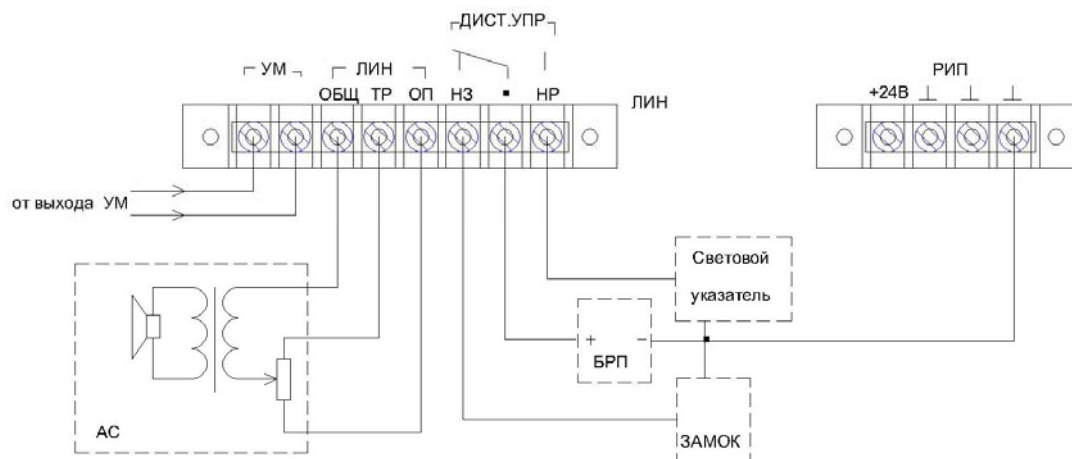 ДИСТ.УПР
УМ ЛИН
ОБЩ ТР ОП НЗ ▪ НР
ЛИН
РИП
+24В ⊥ ⊥ ⊥
от выхода УМ
Световой
указатель
+ −
БРП
АС
ЗАМОК